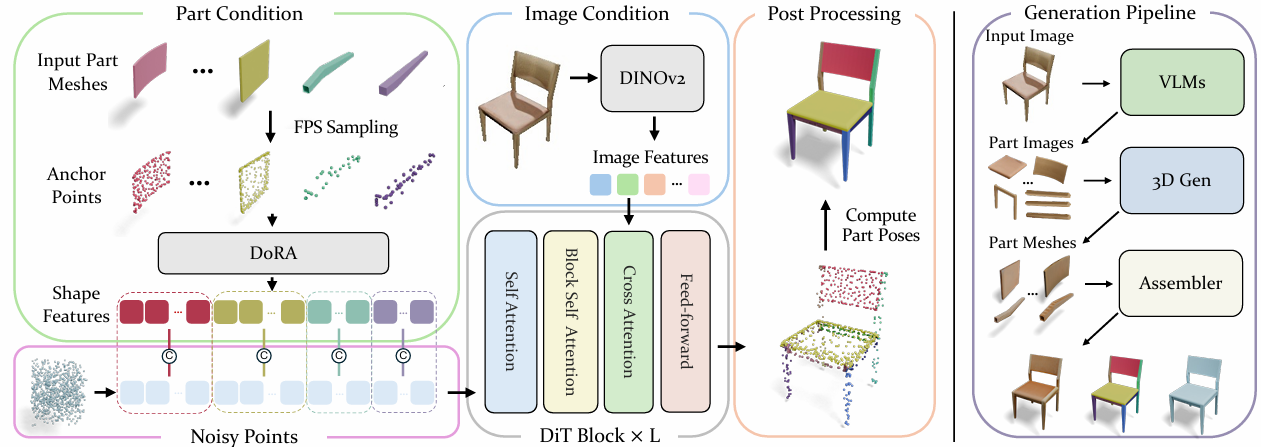 Part Condition
Input Part
Meshes
...
FPS Sampling
Anchor
Points
...
DoRA
Shape
Features
... ... ... ...
C C C C
... ... ... ...
Noisy Points
Image Condition
DINOv2
Image Features
...
Self Attention
Block Self Attention
Cross Attention
Feed-forward
DiT Block × L
Post Processing
Compute
Part Poses
Generation Pipeline
Input Image
VLMs
Part Images
...
3D Gen
Part Meshes
...
Assembler